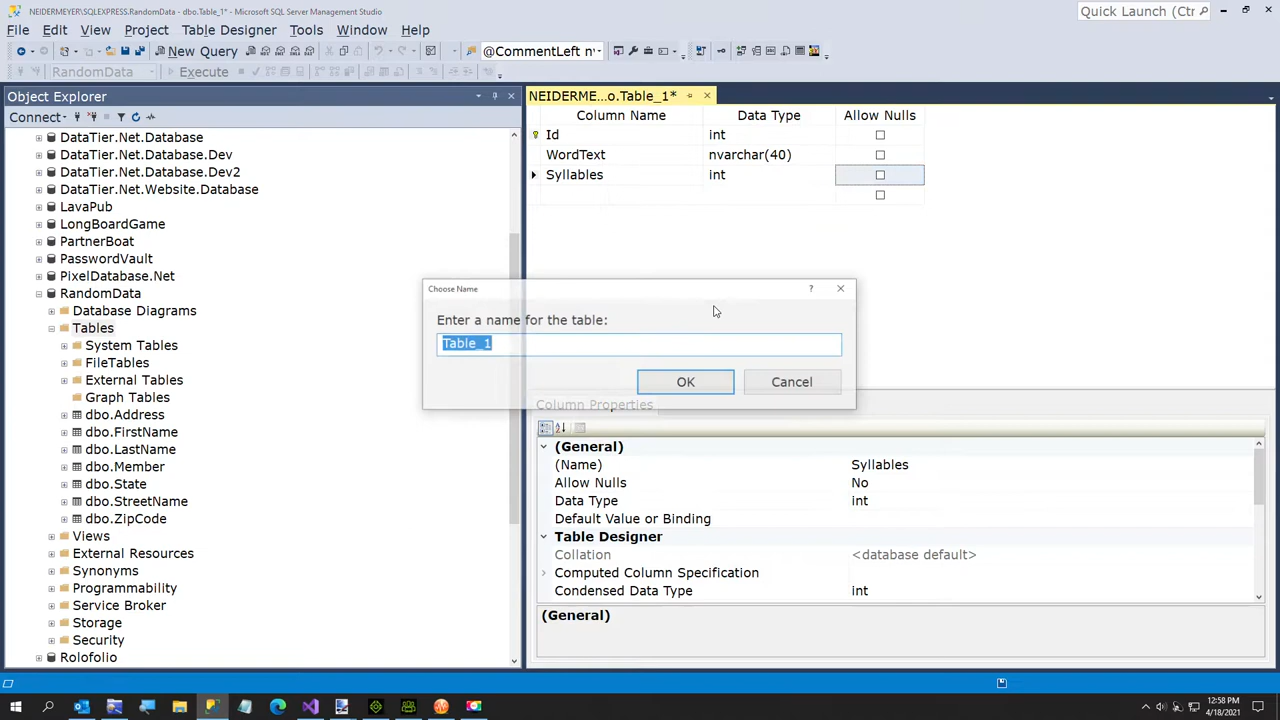 NEIDERMEYER\SQLEXPRESS.RandomData - dbo.Table_1* - Microsoft SQL Server Management Studio
Quick Launch (Ctr
File Edit View Project Table Designer Tools Window Help
New Query
@CommentLeft n
RandomData
Execute
Object Explorer
Connect
DataTier.Net.Database
DataTier.Net.Database.Dev
DataTier.Net.Database.Dev2
DataTier.Net.Website.Database
LavaPub
LongBoardGame
PartnerBoat
PasswordVault
PixelDatabase.Net
RandomData
Database Diagrams
Tables
System Tables
FileTables
External Tables
Graph Tables
dbo.Address
dbo.FirstName
dbo.LastName
dbo.Member
dbo.State
dbo.StreetName
dbo.ZipCode
Views
External Resources
Synonyms
Programmability
Service Broker
Storage
Security
Rolofolio
NEIDERME...o.Table_1*
Column Name Data Type Allow Nulls
Id int
WordText nvarchar(40)
Syllables int
Choose Name
?
Enter a name for the table:
Table_1
OK Cancel
Column Properties
(General)
(Name) Syllables
Allow Nulls No
Data Type int
Default Value or Binding
Table Designer
Collation <database default>
Computed Column Specification
Condensed Data Type int
(General)
12:58 PM
4/18/2021